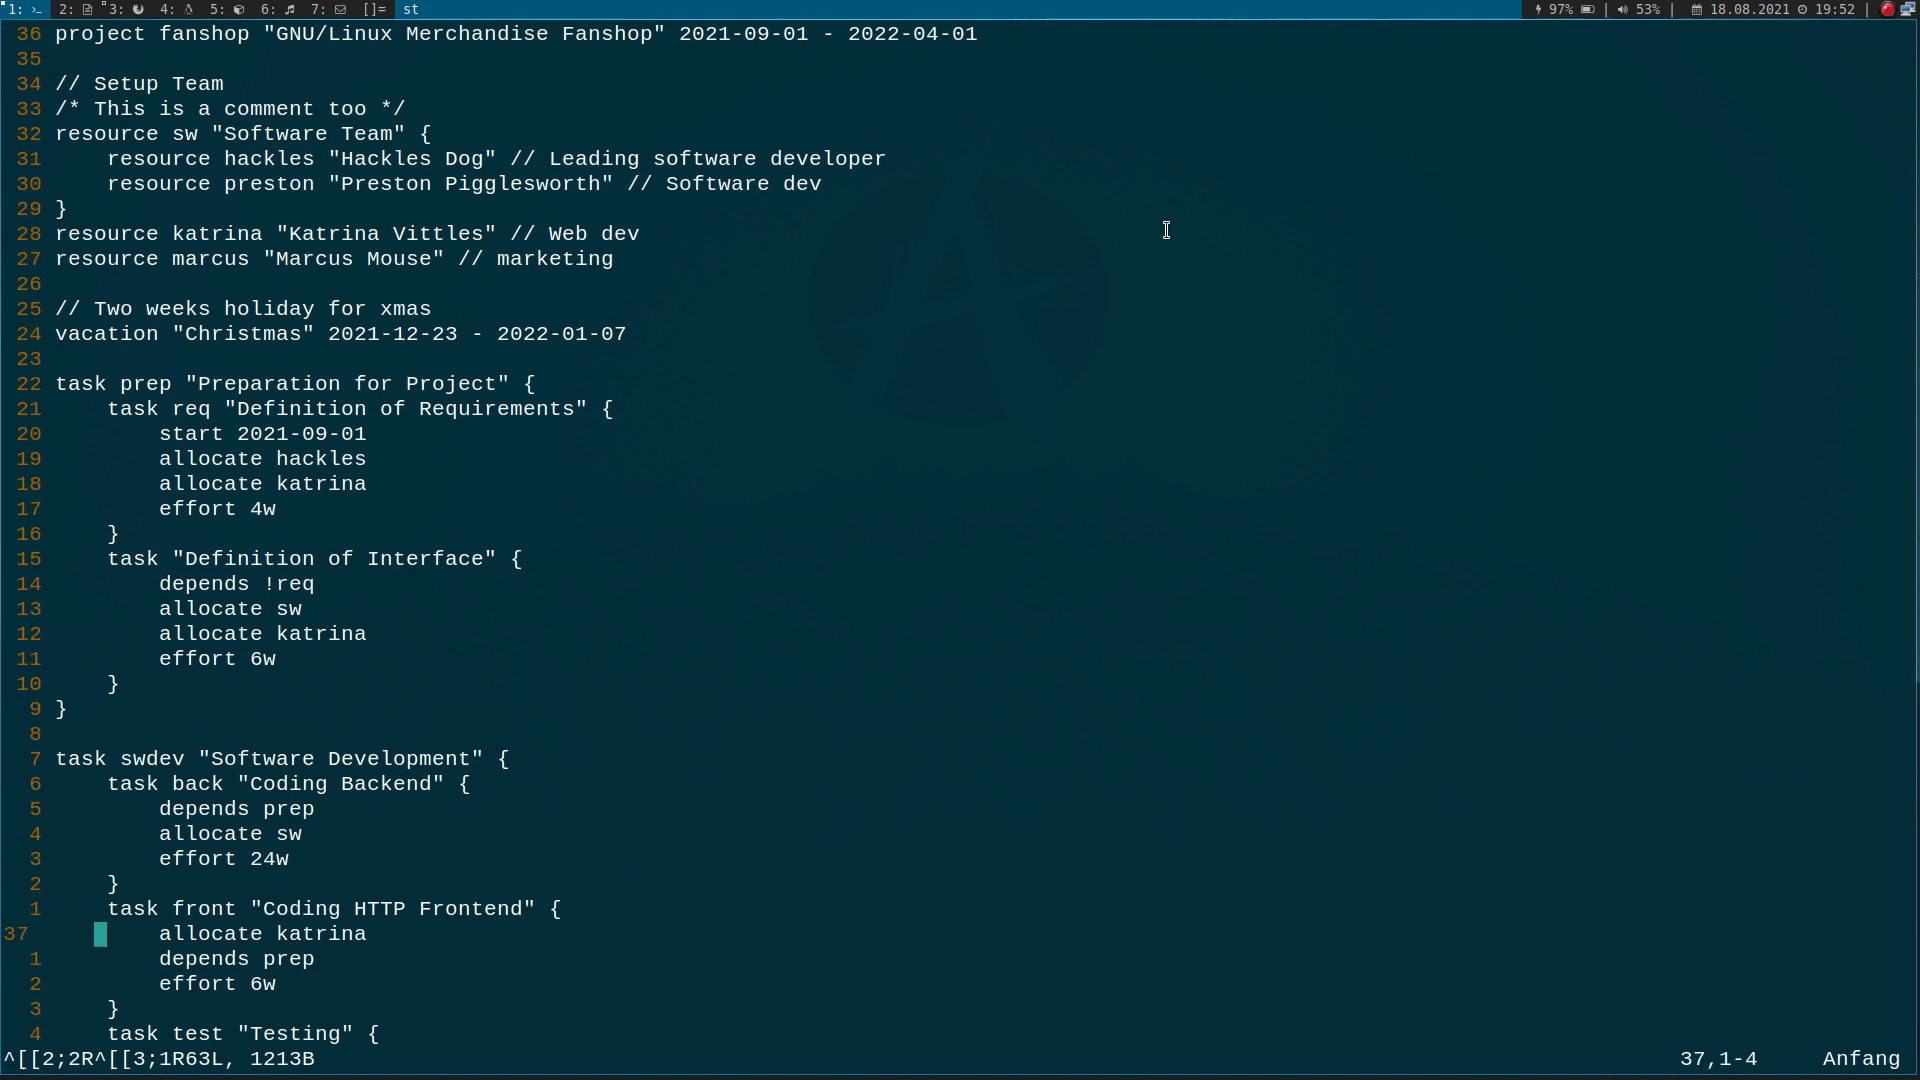 1: >_ 2: 3: 4: 5: 6: 7: []= st 97% | 53% | 18.08.2021 19:52 |
36 project fanshop "GNU/Linux Merchandise Fanshop" 2021-09-01 - 2022-04-01
35
34 // Setup Team
33 /* This is a comment too */
32 resource sw "Software Team" {
31     resource hackles "Hackles Dog" // Leading software developer
30     resource preston "Preston Pigglesworth" // Software dev
29 }
28 resource katrina "Katrina Vittles" // Web dev
27 resource marcus "Marcus Mouse" // marketing
26
25 // Two weeks holiday for xmas
24 vacation "Christmas" 2021-12-23 - 2022-01-07
23
22 task prep "Preparation for Project" {
21     task req "Definition of Requirements" {
20         start 2021-09-01
19         allocate hackles
18         allocate katrina
17         effort 4w
16     }
15     task "Definition of Interface" {
14         depends !req
13         allocate sw
12         allocate katrina
11         effort 6w
10     }
9 }
8
7 task swdev "Software Development" {
6     task back "Coding Backend" {
5         depends prep
4         allocate sw
3         effort 24w
2     }
1     task front "Coding HTTP Frontend" {
37         allocate katrina
1         depends prep
2         effort 6w
3     }
4     task test "Testing" {
^[[2;2R^[[3;1R63L, 1213B 37,1-4 Anfang